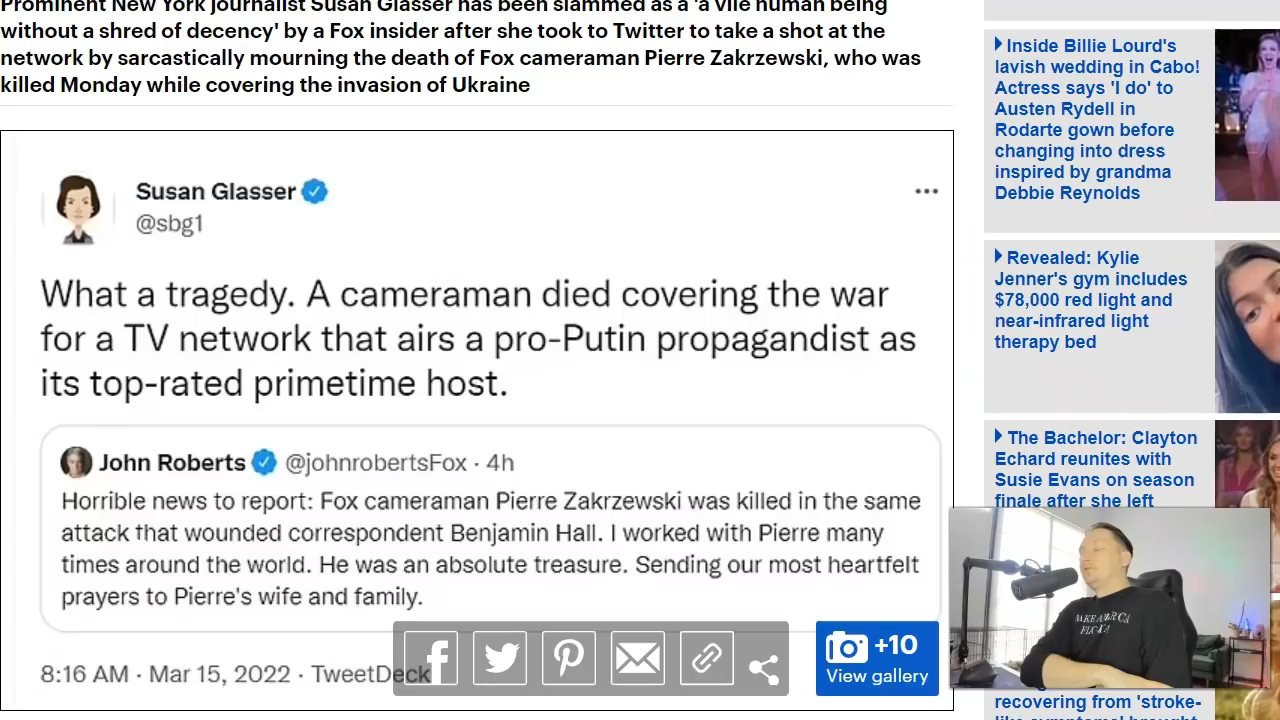 Prominent New York journalist Susan Glasser has been slammed as a 'a vile human being
without a shred of decency' by a Fox insider after she took to Twitter to take a shot at the
network by sarcastically mourning the death of Fox cameraman Pierre Zakrzewski, who was
killed Monday while covering the invasion of Ukraine
Susan Glasser
@sbg1
What a tragedy. A cameraman died covering the war
for a TV network that airs a pro-Putin propagandist as
its top-rated primetime host.
John Roberts @johnrobertsFox · 4h
Horrible news to report: Fox cameraman Pierre Zakrzewski was killed in the same
attack that wounded correspondent Benjamin Hall. I worked with Pierre many
times around the world. He was an absolute treasure. Sending our most heartfelt
prayers to Pierre's wife and family.
8:16 AM · Mar 15, 2022 · TweetDeck
+10
View gallery
Inside Billie Lourd's
lavish wedding in Cabo!
Actress says 'I do' to
Austen Rydell in
Rodarte gown before
changing into dress
inspired by grandma
Debbie Reynolds
Revealed: Kylie
Jenner's gym includes
$78,000 red light and
near-infrared light
therapy bed
The Bachelor: Clayton
Echard reunites with
Susie Evans on season
finale after she left
recovering from 'stroke-